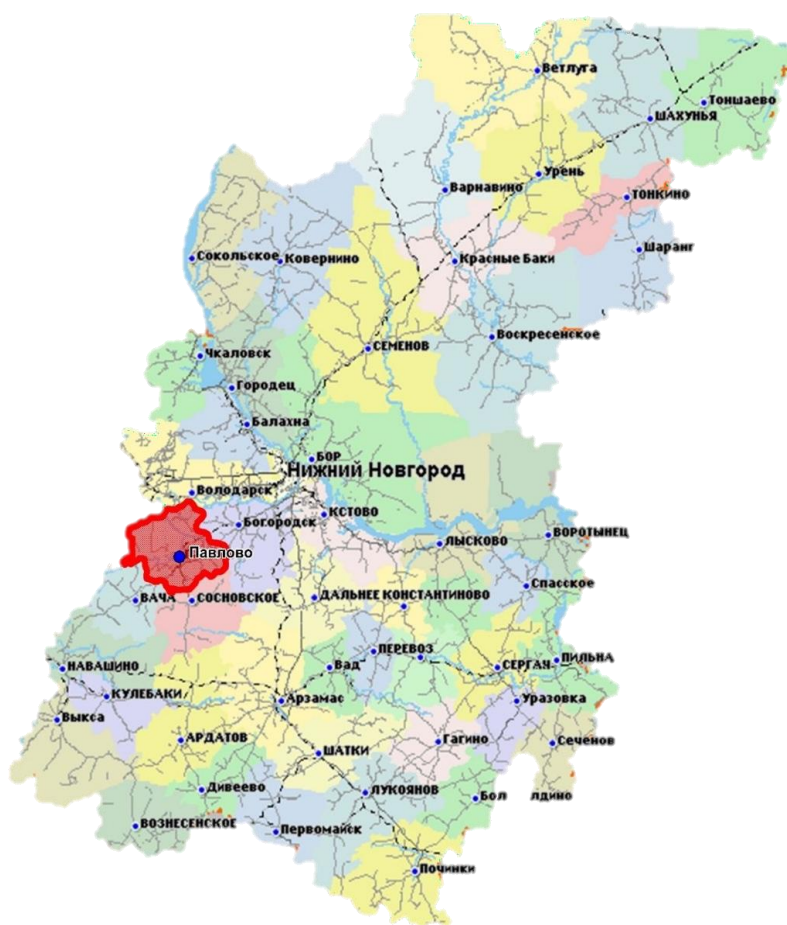 Ветлуга
Тоншаево
ШАХУНЬЯ
Урень
Варнавино
ТОНКИНО
Шаранг
Сокольское
Ковернино
Красные Баки
Воскресенское
СЕМЕНОВ
Чкаловск
Городец
Балахна
БОР
Нижний Новгород
Володарск
КСТОВО
Богородск
ВОРОТЫНЕЦ
ЛЫСКОВО
Павлово
Спасское
ВАЧА
СОСНОВСКОЕ
ДАЛЬНЕЕ КОНСТАНТИНОВО
ПЕРЕВОЗ
ПИЛЬНА
НАВАШИНО
Вад
СЕРГАЧ
КУЛЕБАКИ
Арзамас
Уразовка
Выкса
АРДАТОВ
ШАТКИ
Гагино
Сеченов
Дивеево
ЛУКОЯНОВ
Бол лдино
ВОЗНЕСЕНСКОЕ
Первомайск
Починки